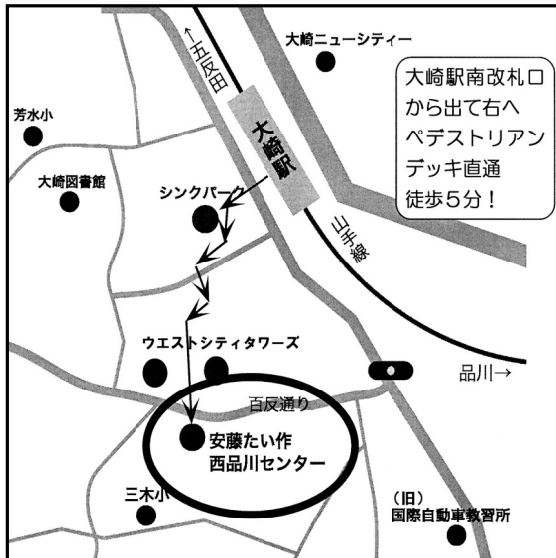 ←五反田
大崎ニューシティー
大崎駅南改札口
から出て右へ
ペデストリアン
デッキ直通
徒歩5分!
芳水小
大崎駅
大崎図書館
シンクパーク
山手線
ウエストシティタワーズ
品川→
百反通り
安藤たい作
西品川センター
三木小
(旧)
国際自動車教習所